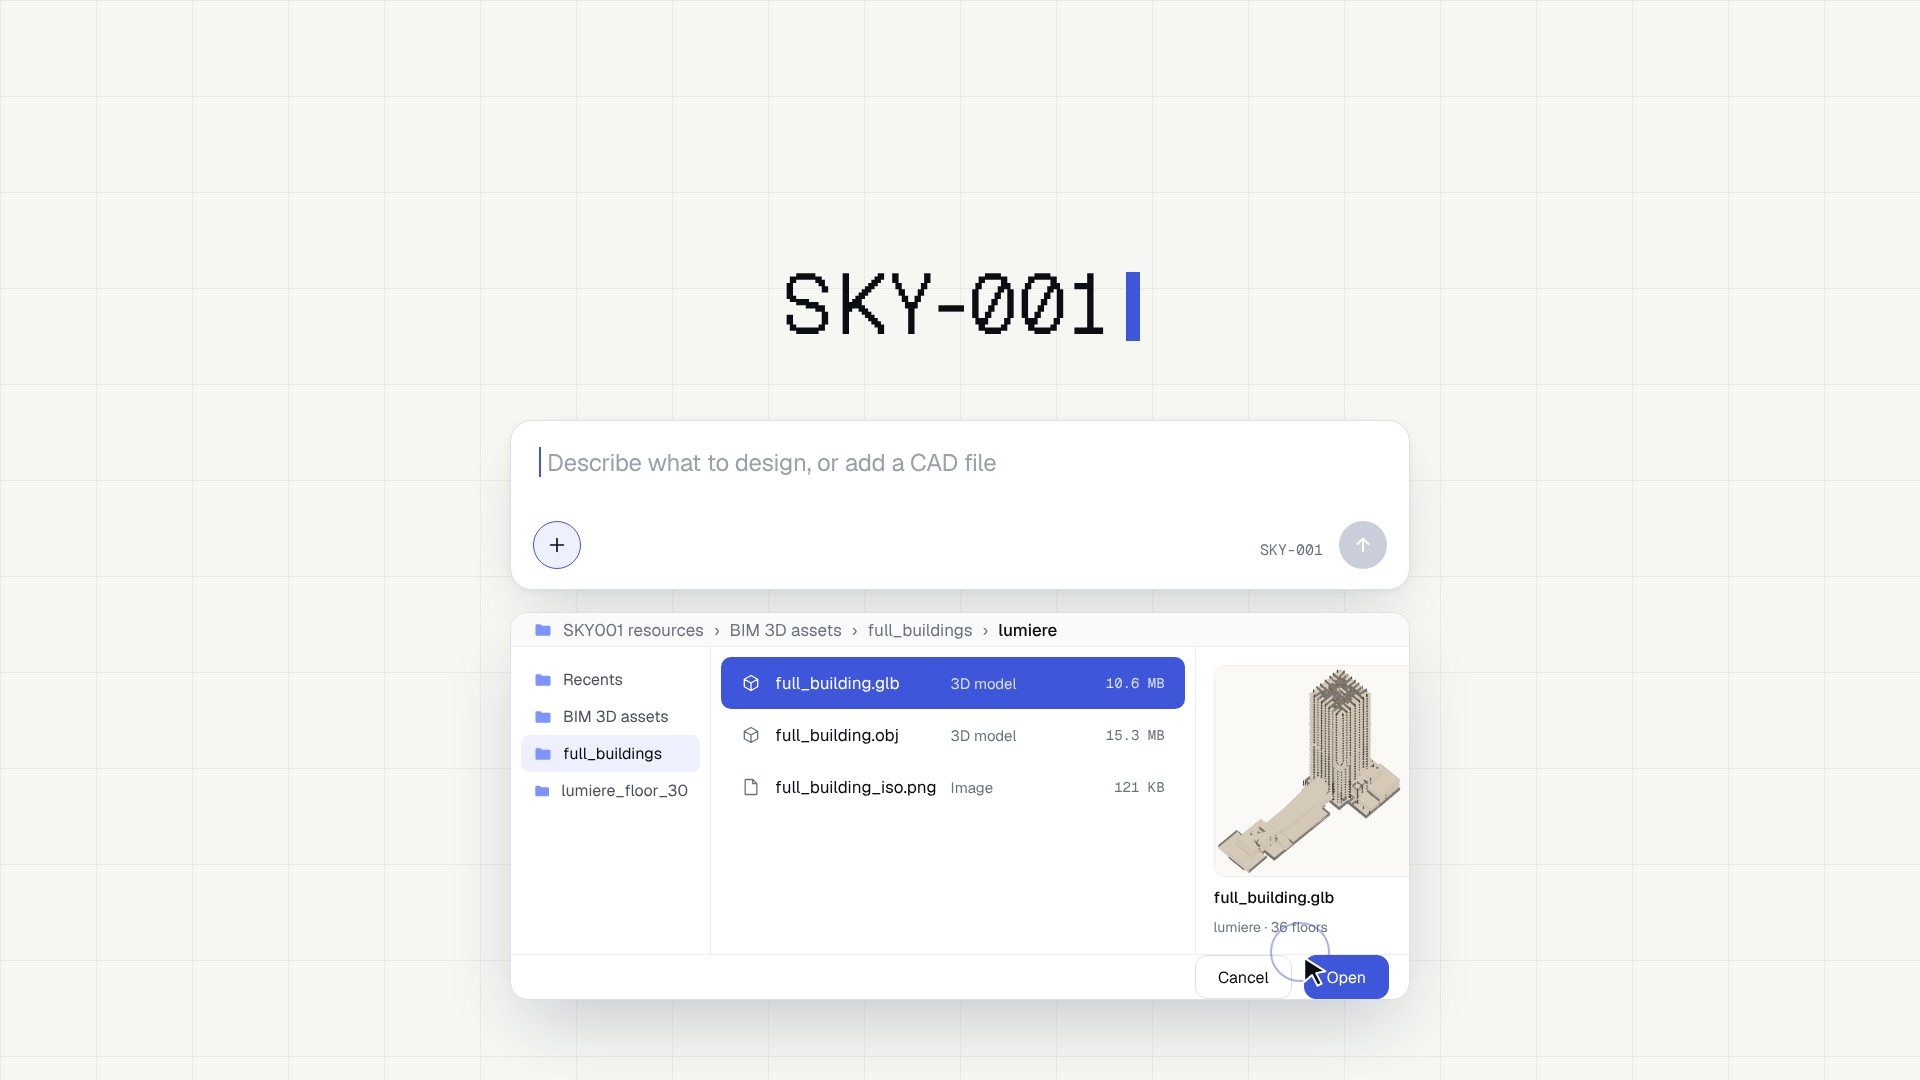 SKY-001
Describe what to design, or add a CAD file
SKY-001
SKY001 resources › BIM 3D assets › full_buildings › lumiere
Recents
BIM 3D assets
full_buildings
lumiere_floor_30
full_building.glb 3D model 10.6 MB
full_building.obj 3D model 15.3 MB
full_building_iso.png Image 121 KB
full_building.glb
lumiere · 36 floors
Cancel
Open